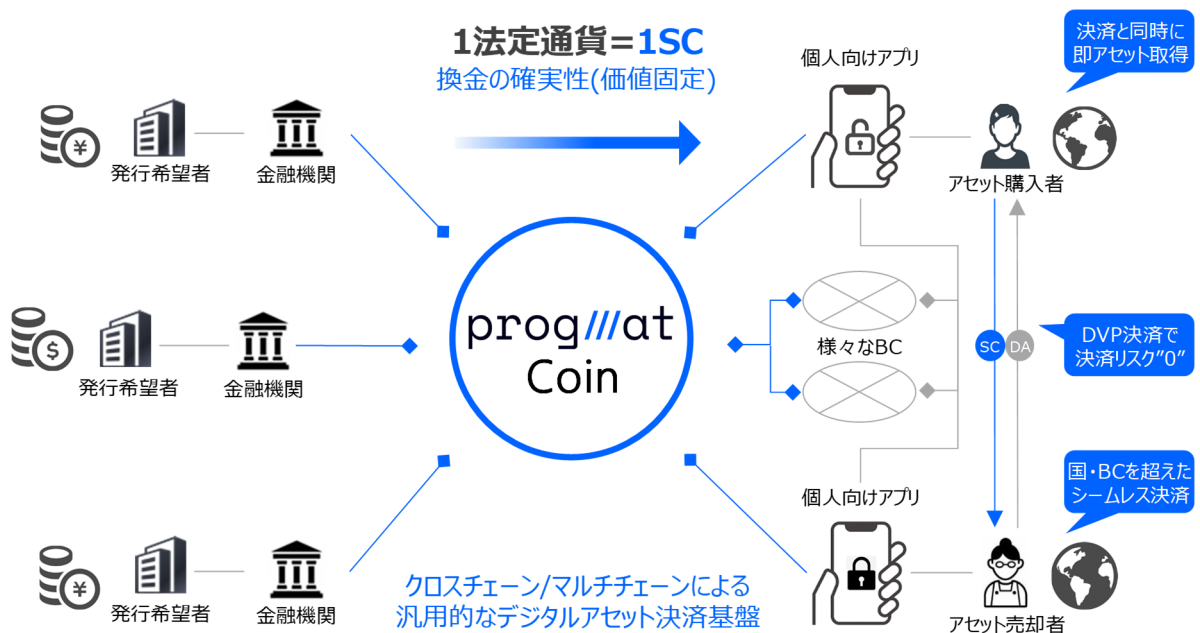 1法定通貨=1SC
換金の確実性(価値固定)
個人向けアプリ
決済と同時に
即アセット取得
¥
発行希望者
金融機関
アセット購入者
$
発行希望者
金融機関
progmat
Coin
様々なBC
SC
DA
DVP決済で
決済リスク"0"
個人向けアプリ
国・BCを超えた
シームレス決済
¥
発行希望者
金融機関
クロスチェーン/マルチチェーンによる
汎用的なデジタルアセット決済基盤
アセット売却者